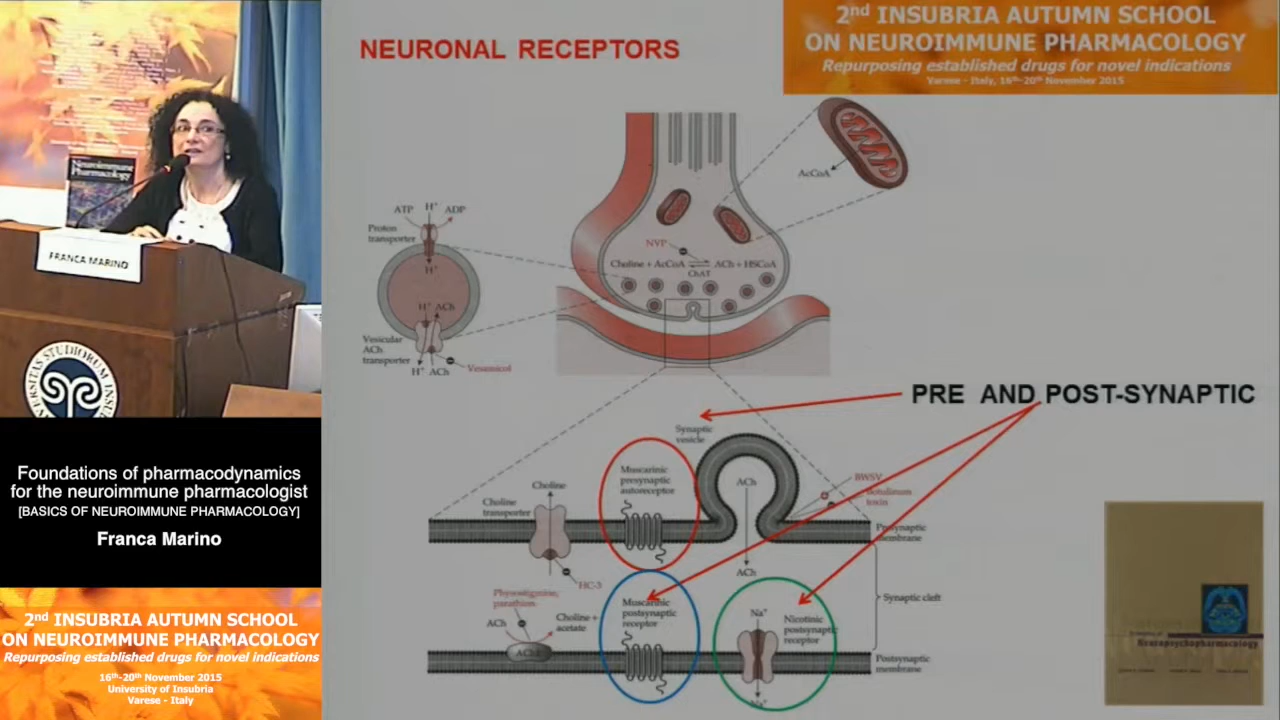 NEURONAL RECEPTORS
2nd INSUBRIA AUTUMN SCHOOL
ON NEUROIMMUNE PHARMACOLOGY
Repurposing established drugs for novel indications
Varese - Italy, 16th-20th November 2015
AcCoA
ATP H+ ADP
Proton
transporter
H+
H+ ACh
Vesicular
ACh
transporter
H+ ACh
Vesamicol
NVP
Choline + AcCoA ACh + HSCoA
ChAT
PRE AND POST-SYNAPTIC
Synaptic
vesicle
Muscarinic
presynaptic
autoreceptor
Choline
Choline
transporter
ACh
BWSV
Botulinum
toxin
Presynaptic
membrane
HC-3
ACh
Synaptic cleft
Physostigmine,
parathion
ACh
Choline +
acetate
AChE
Muscarinic
postsynaptic
receptor
Na+
Nicotinic
postsynaptic
receptor
Na+
Postsynaptic
membrane
Neuropsychopharmacology
Neuroimmune
Pharmacology
FRANCA MARINO
Foundations of pharmacodynamics
for the neuroimmune pharmacologist
[BASICS OF NEUROIMMUNE PHARMACOLOGY]
Franca Marino
2nd INSUBRIA AUTUMN SCHOOL
ON NEUROIMMUNE PHARMACOLOGY
Repurposing established drugs for novel indications
16th-20th November 2015
University of Insubria
Varese - Italy